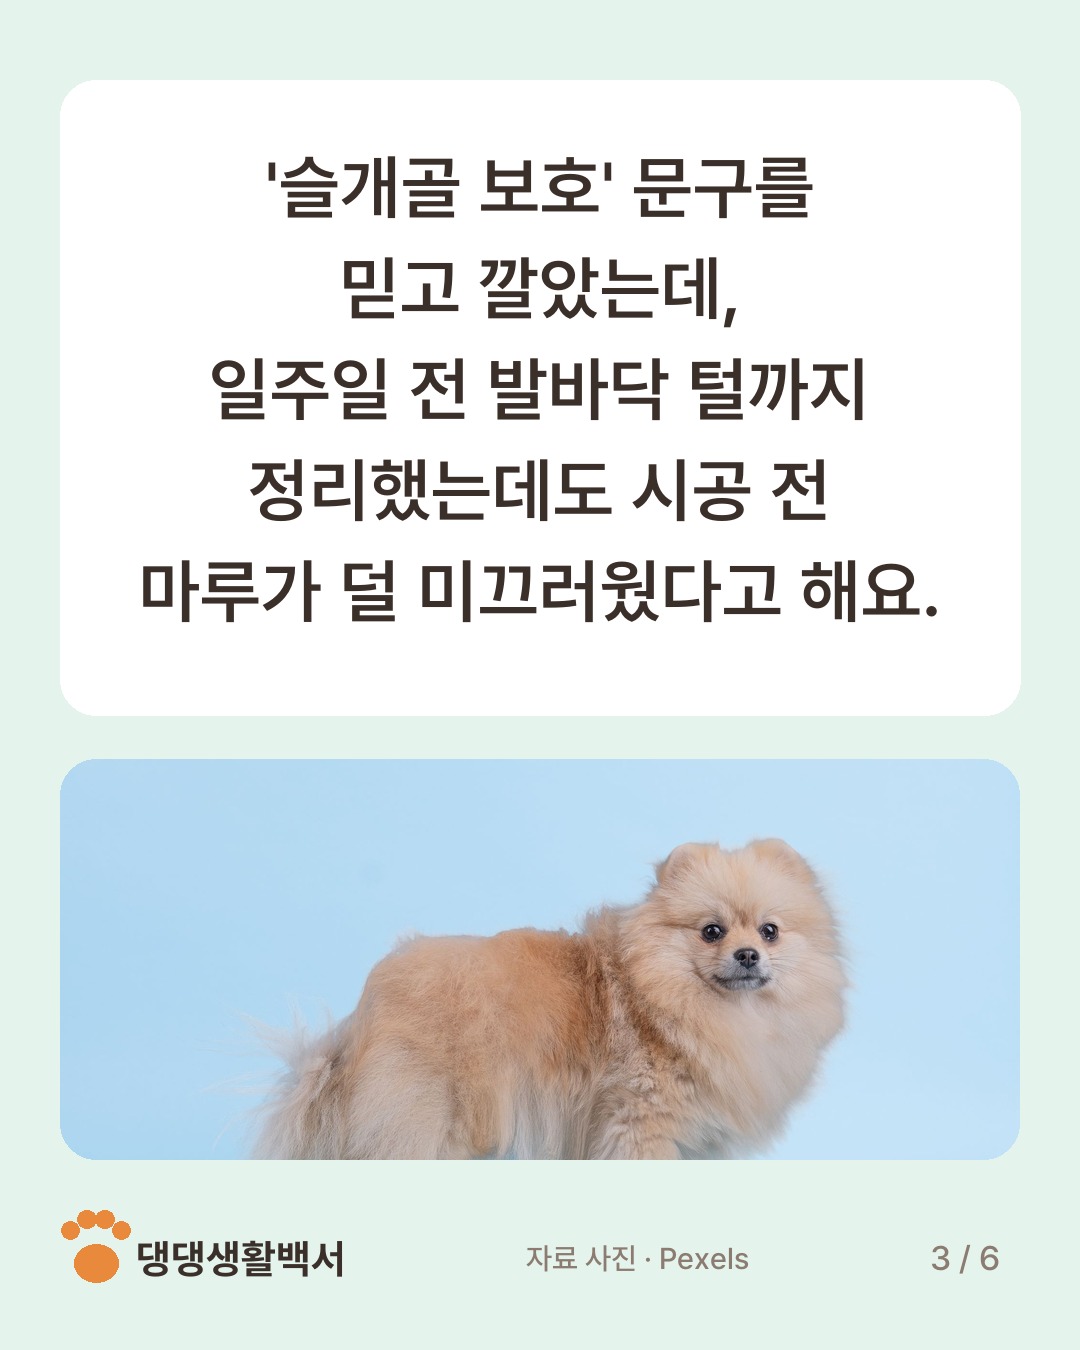 '슬개골 보호' 문구를
믿고 깔았는데,
일주일 전 발바닥 털까지
정리했는데도 시공 전
마루가 덜 미끄러웠다고 해요.
댕댕생활백서
자료 사진 · Pexels
3 / 6